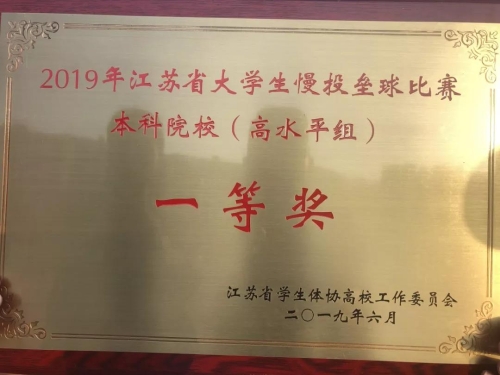 2019年江苏省大学生慢投垒球比赛
本科院校（高水平组）
一等奖
江苏省学生体协高校工作委员会
二〇一九年六月